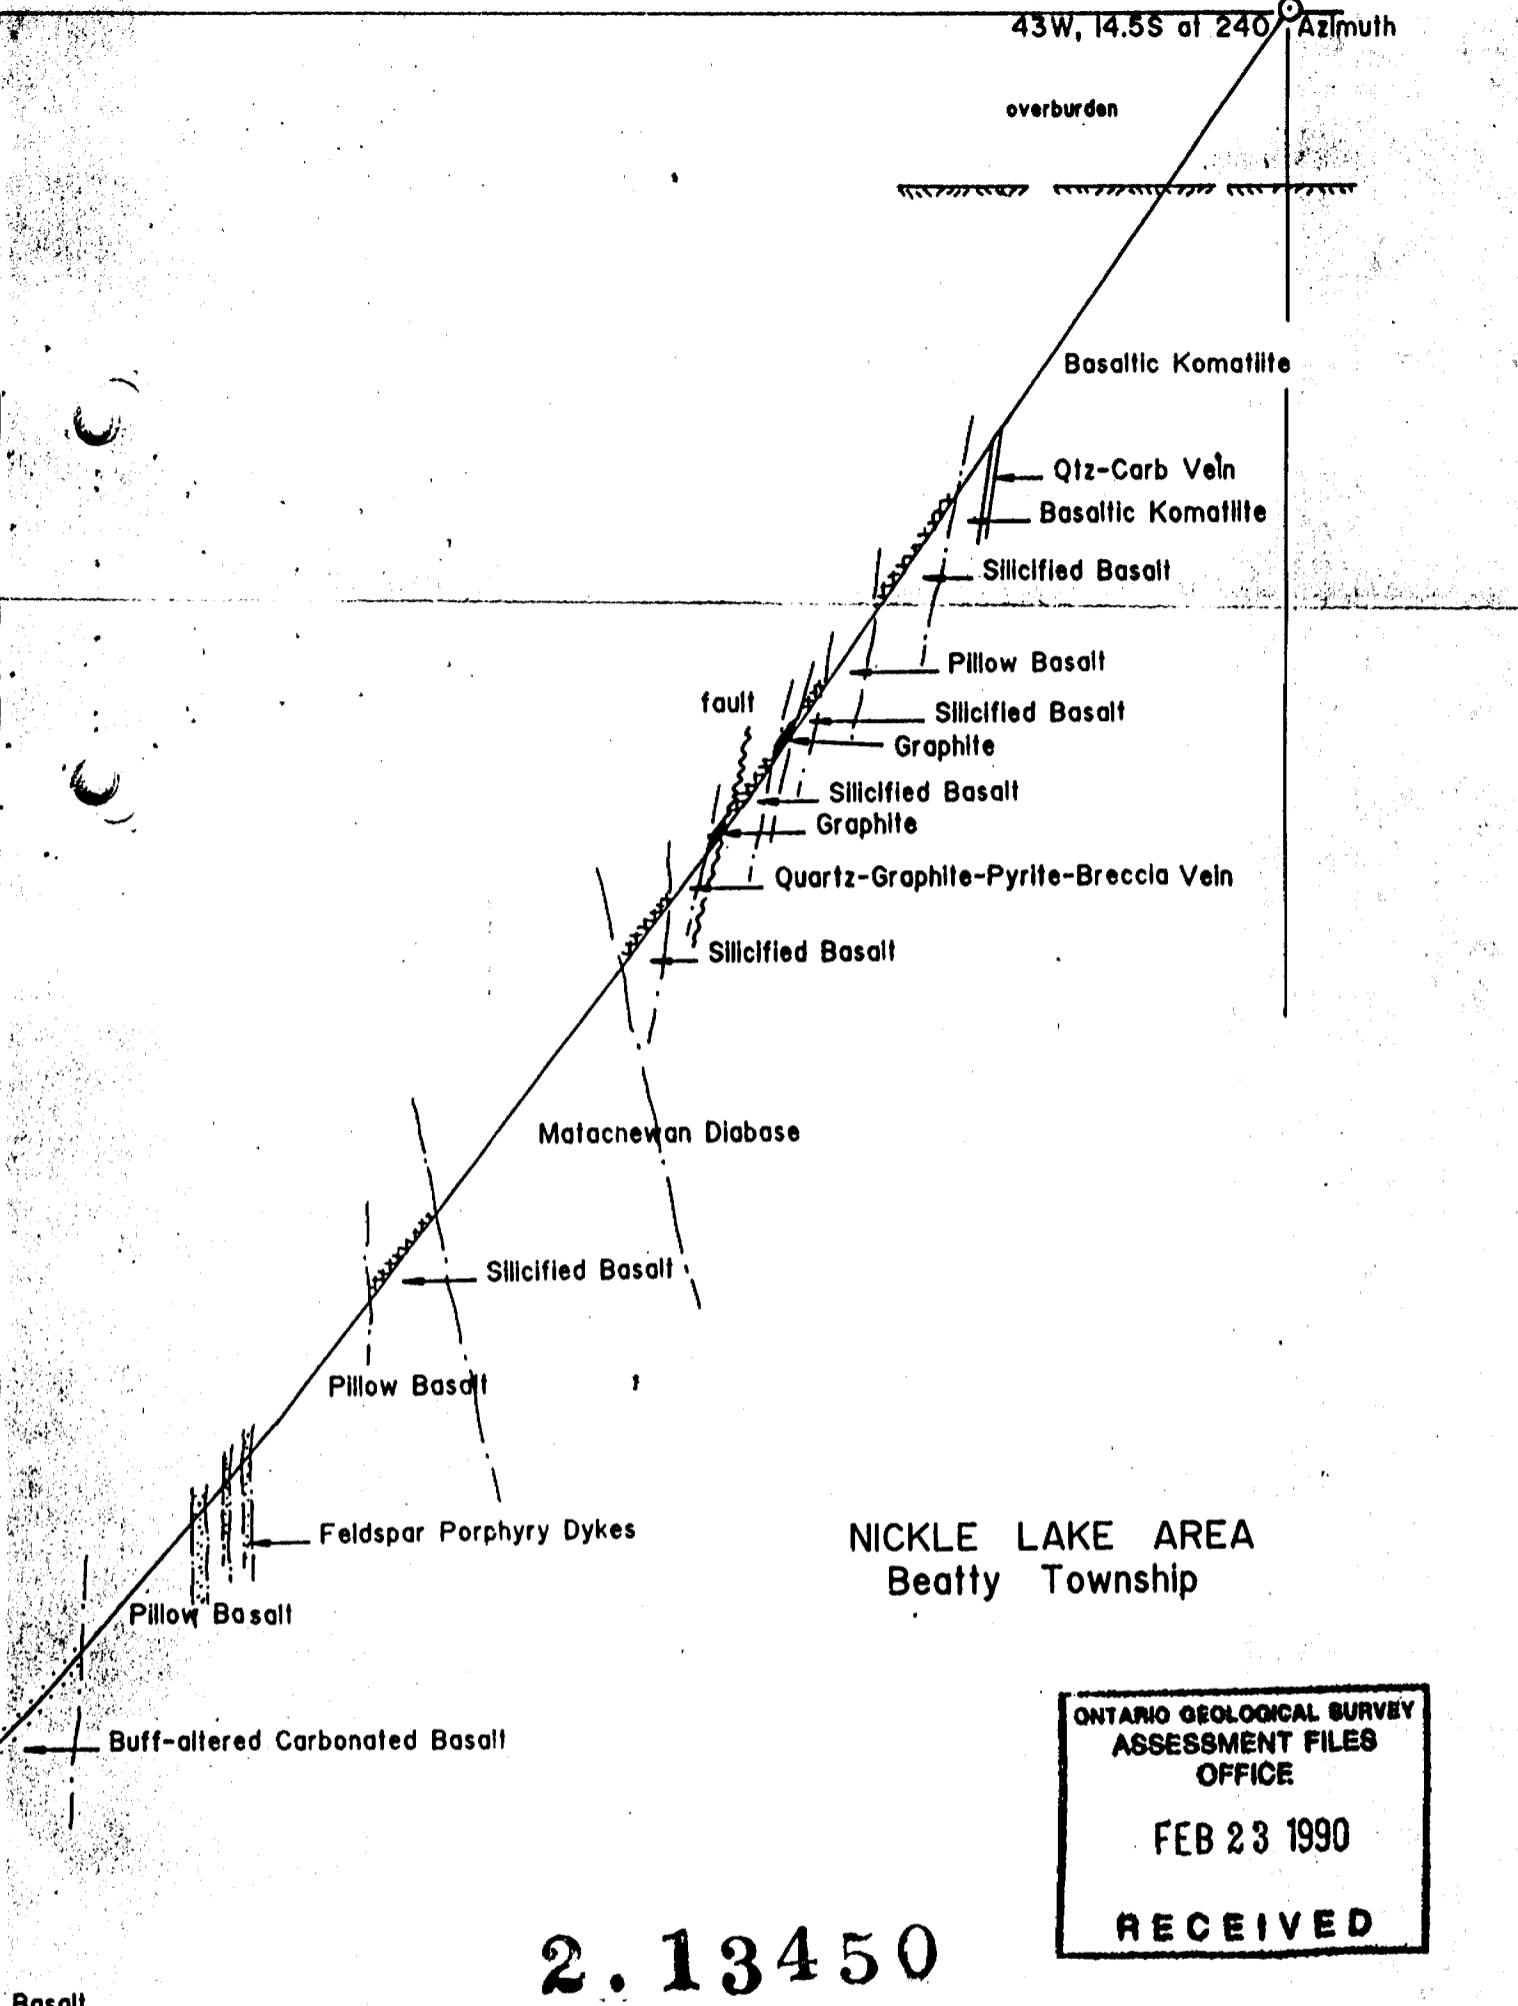 43W, 14.5S at 240 Azimuth
overburden
Basaltic Komatiite
Qtz-Carb Vein
Basaltic Komatiite
Silicified Basalt
Pillow Basalt
fault
Silicified Basalt
Graphite
Silicified Basalt
Graphite
Quartz-Graphite-Pyrite-Breccia Vein
Silicified Basalt
Matachewan Diabase
Silicified Basalt
Pillow Basalt
Feldspar Porphyry Dykes
NICKLE LAKE AREA
Beatty Township
Pillow Basalt
Buff-altered Carbonated Basalt
ONTARIO GEOLOGICAL SURVEY
ASSESSMENT FILES
OFFICE
FEB 23 1990
RECEIVED
2.13450
Basalt